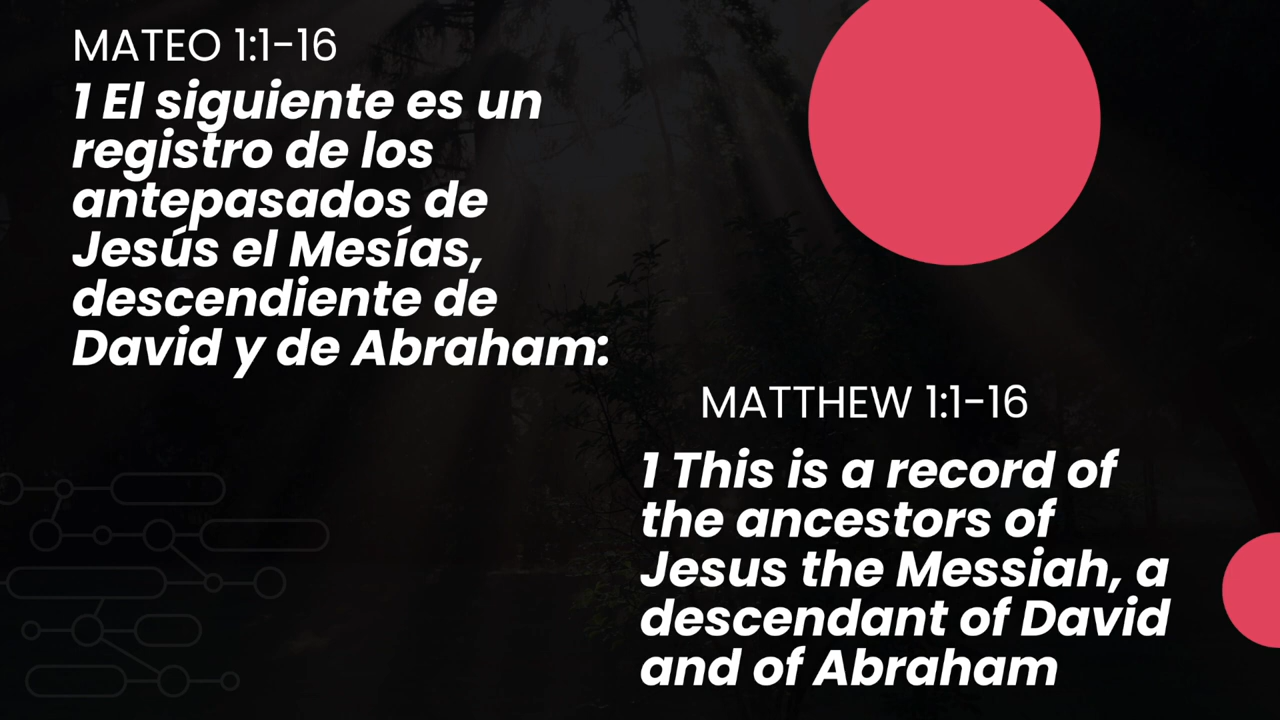 MATEO 1:1-16
1 El siguiente es un
registro de los
antepasados de
Jesús el Mesías,
descendiente de
David y de Abraham:
MATTHEW 1:1-16
1 This is a record of
the ancestors of
Jesus the Messiah, a
descendant of David
and of Abraham